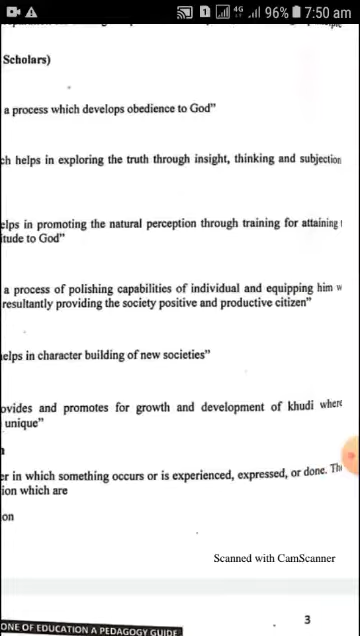 4G 96% 7:50 am
Scholars)
a process which develops obedience to God"
ch helps in exploring the truth through insight, thinking and subjection
elps in promoting the natural perception through training for attaining
itude to God"
a process of polishing capabilities of individual and equipping him w
resultantly providing the society positive and productive citizen"
elps in character building of new societies"
ovides and promotes for growth and development of khudi where
unique"
er in which something occurs or is experienced, expressed, or done. Th
ion which are
on
Scanned with CamScanner
3
ONE OF EDUCATION A PEDAGOGY GUIDE